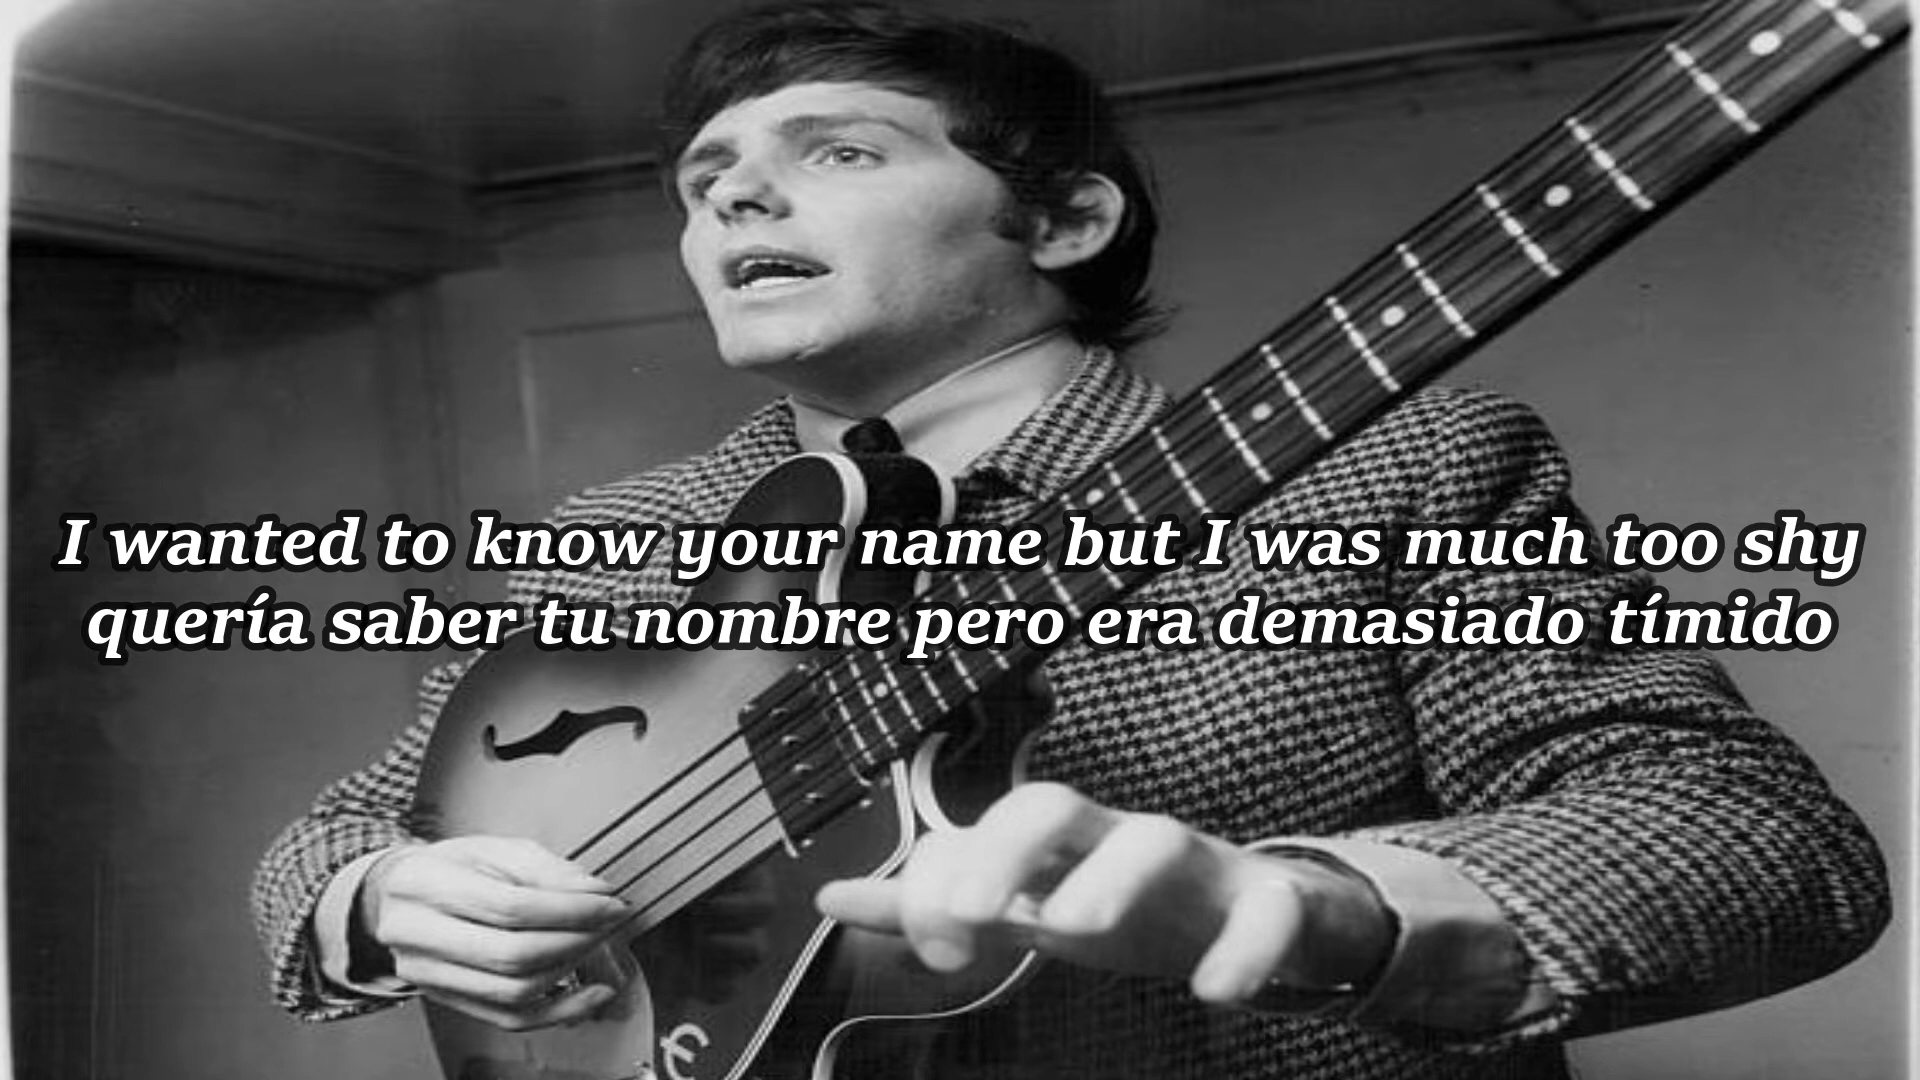 I wanted to know your name but I was much too shy
quería saber tu nombre pero era demasiado tímido